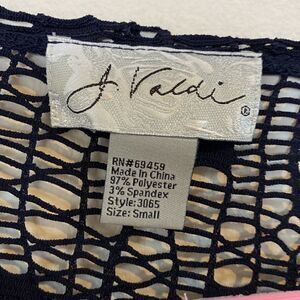 J Valdi ®
RN#69459
Made in China
97% Polyester
3% Spandex
Style: 3065
Size: Small